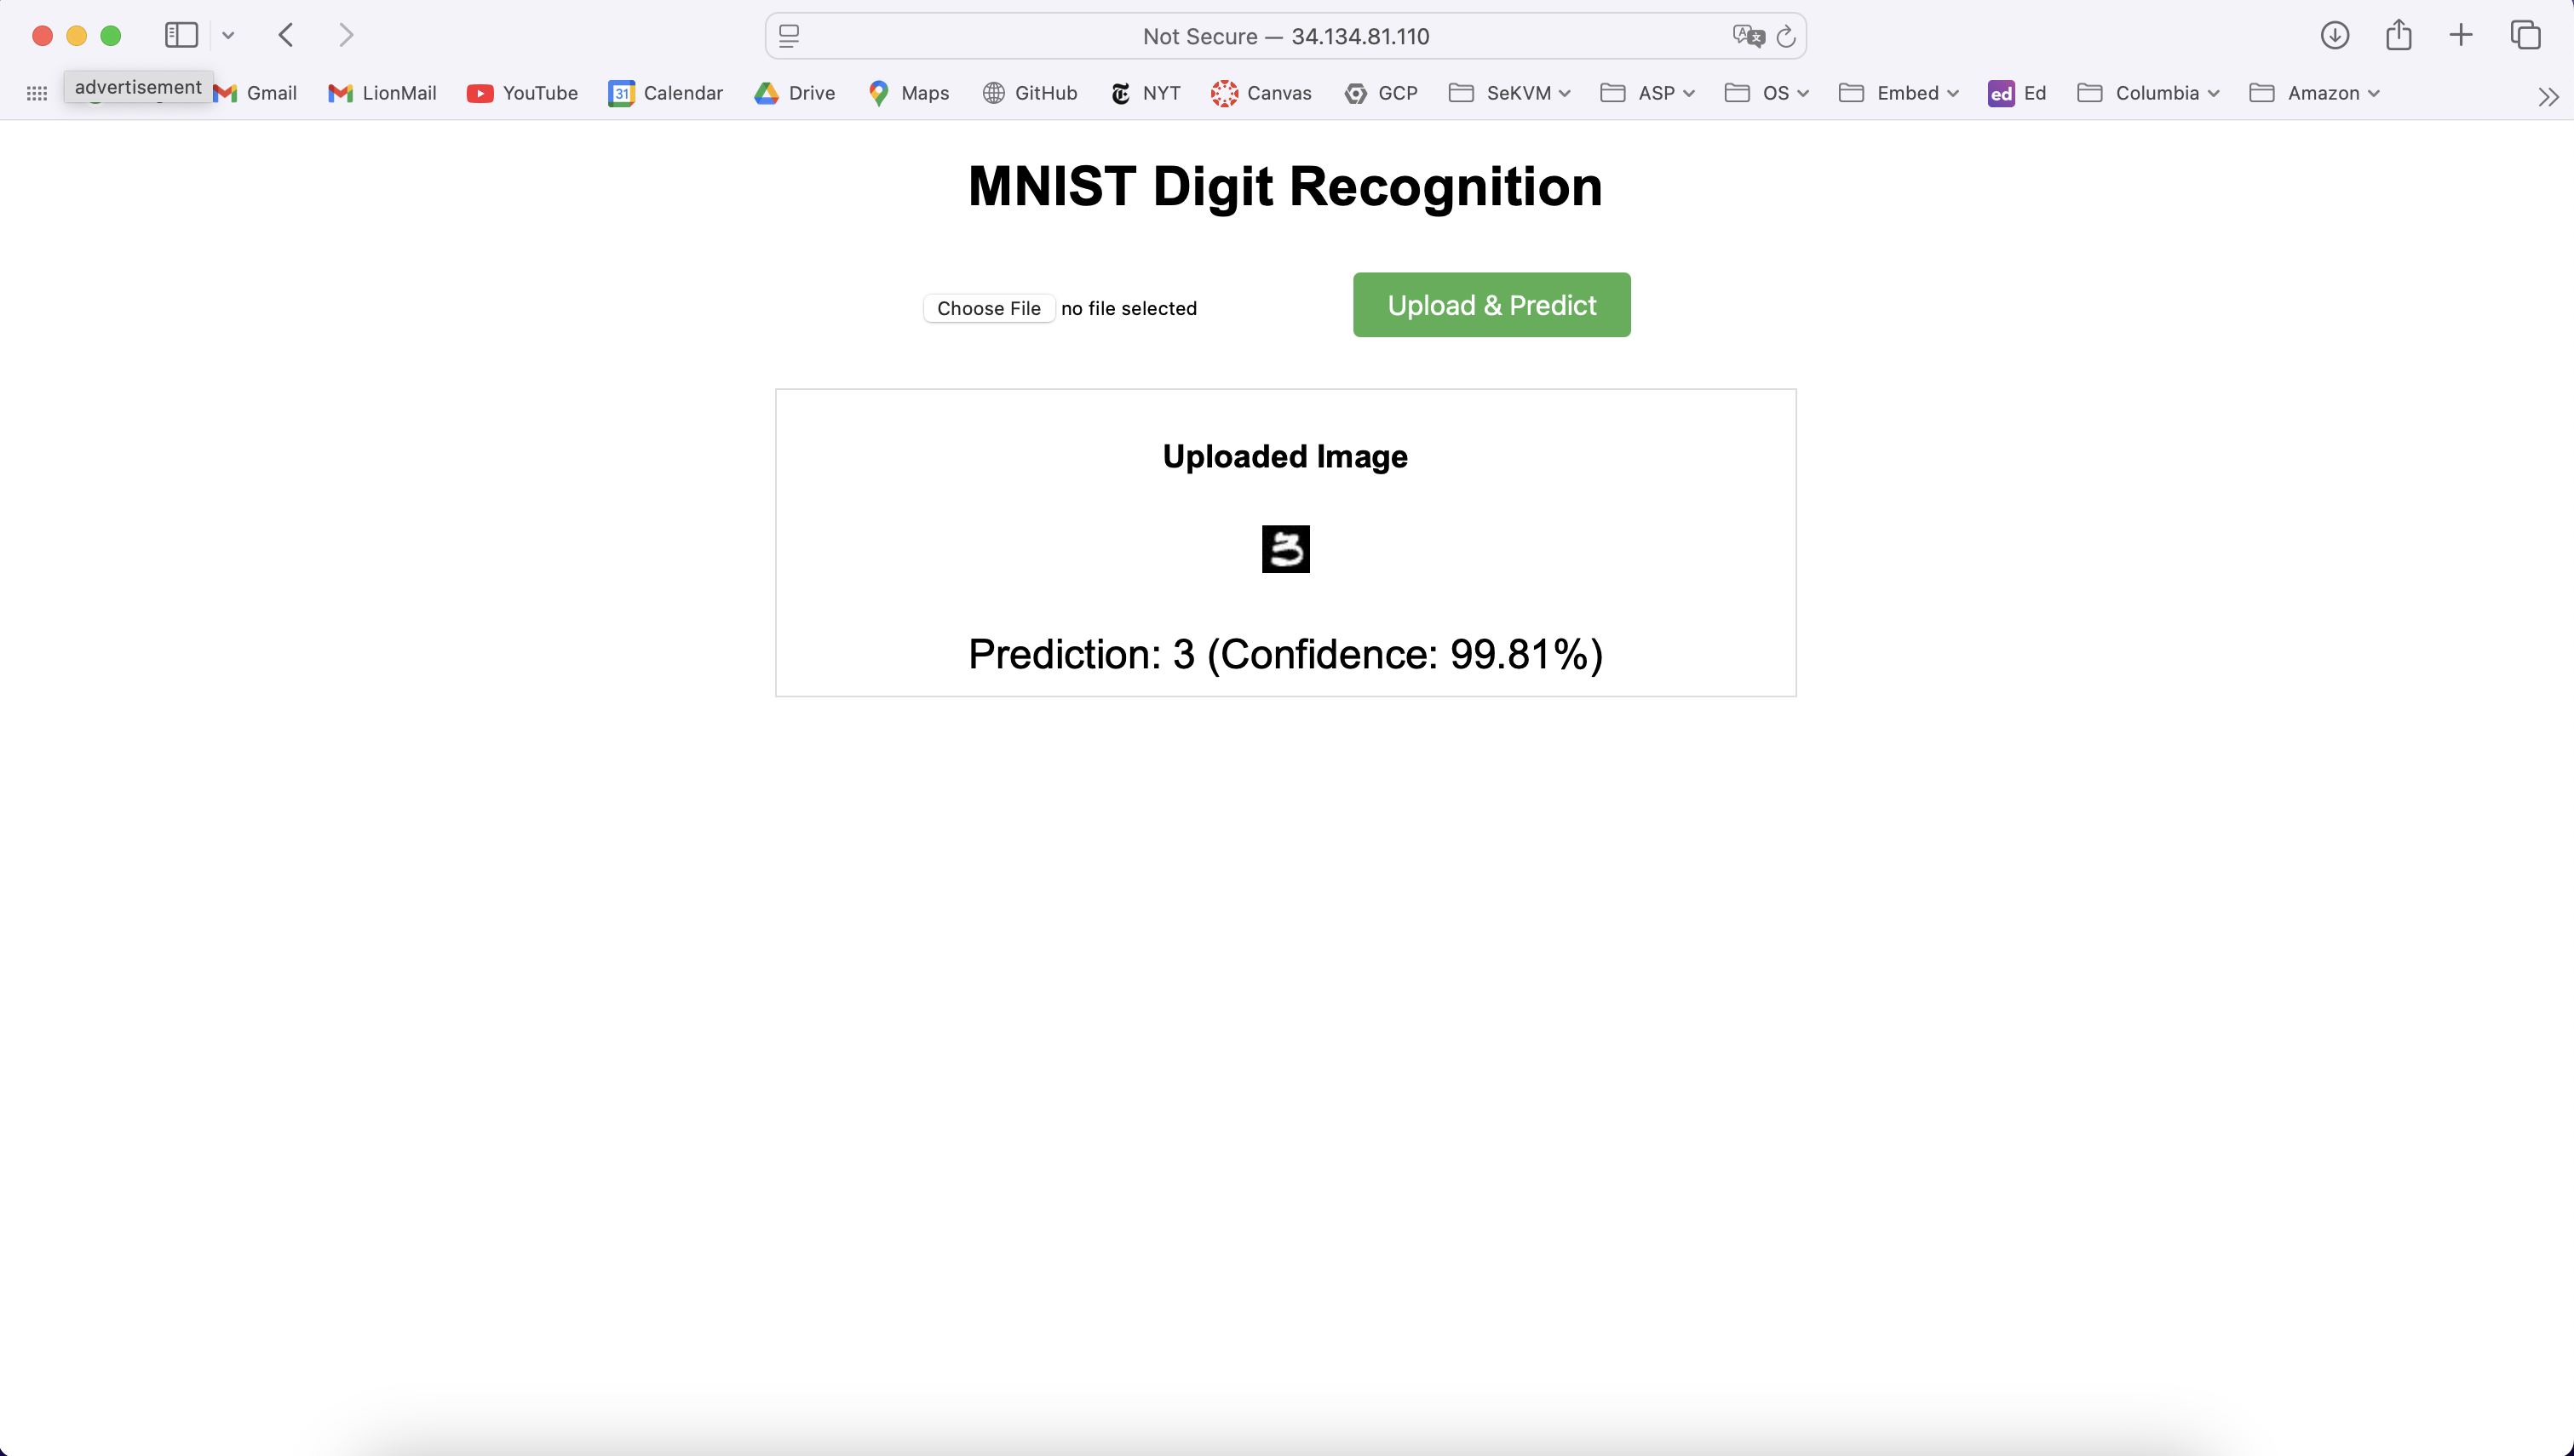 Not Secure — 34.134.81.110
advertisement Gmail LionMail YouTube 31 Calendar Drive Maps GitHub NYT Canvas GCP SeKVM ASP OS Embed ed Ed Columbia Amazon
MNIST Digit Recognition
Choose File no file selected Upload & Predict
Uploaded Image
3
Prediction: 3 (Confidence: 99.81%)